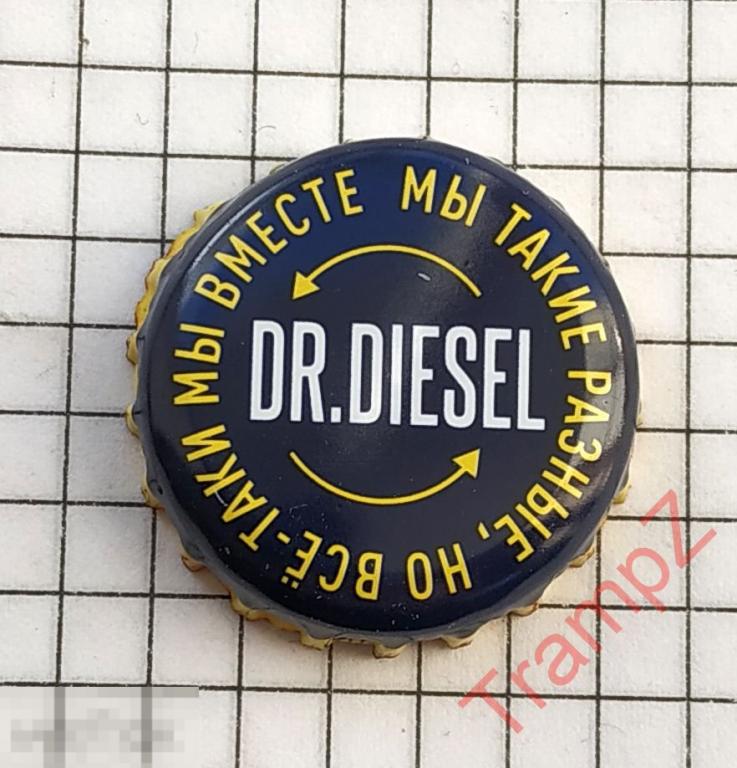 МЫ ТАКИЕ РАЗНЫЕ, НО ВСЁ-ТАКИ МЫ ВМЕСТЕ
DR.DIESEL
TrampZ